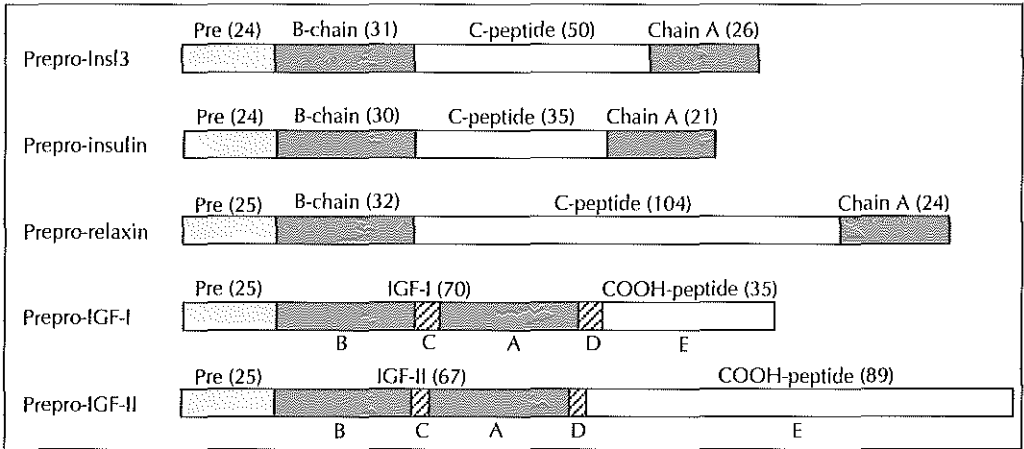 Pre (24) B-chain (31) C-peptide (50) Chain A (26)
Prepro-Insl3
Pre (24) B-chain (30) C-peptide (35) Chain A (21)
Prepro-insulin
Pre (25) B-chain (32) C-peptide (104) Chain A (24)
Prepro-relaxin
Pre (25) IGF-I (70) COOH-peptide (35)
Prepro-IGF-I
B C A D E
Pre (25) IGF-II (67) COOH-peptide (89)
Prepro-IGF-II
B C A D E